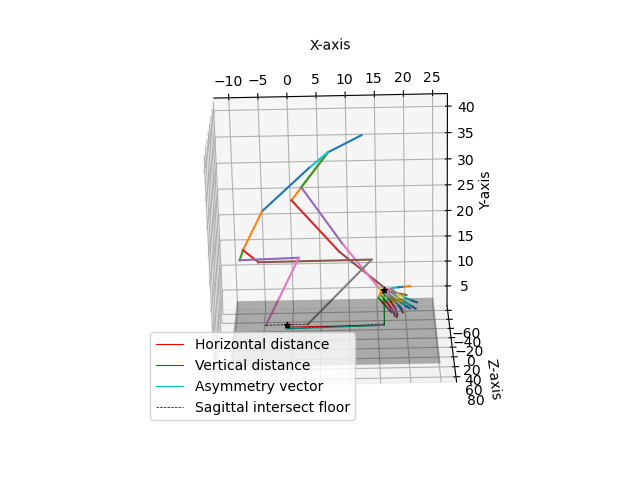 X-axis
−10 −5 0 5 10 15 20 25
40
35
30
25
20
15
10
5
Y-axis
−60
−40
−20
0
20
40
60
80
Z-axis
Horizontal distance
Vertical distance
Asymmetry vector
Sagittal intersect floor